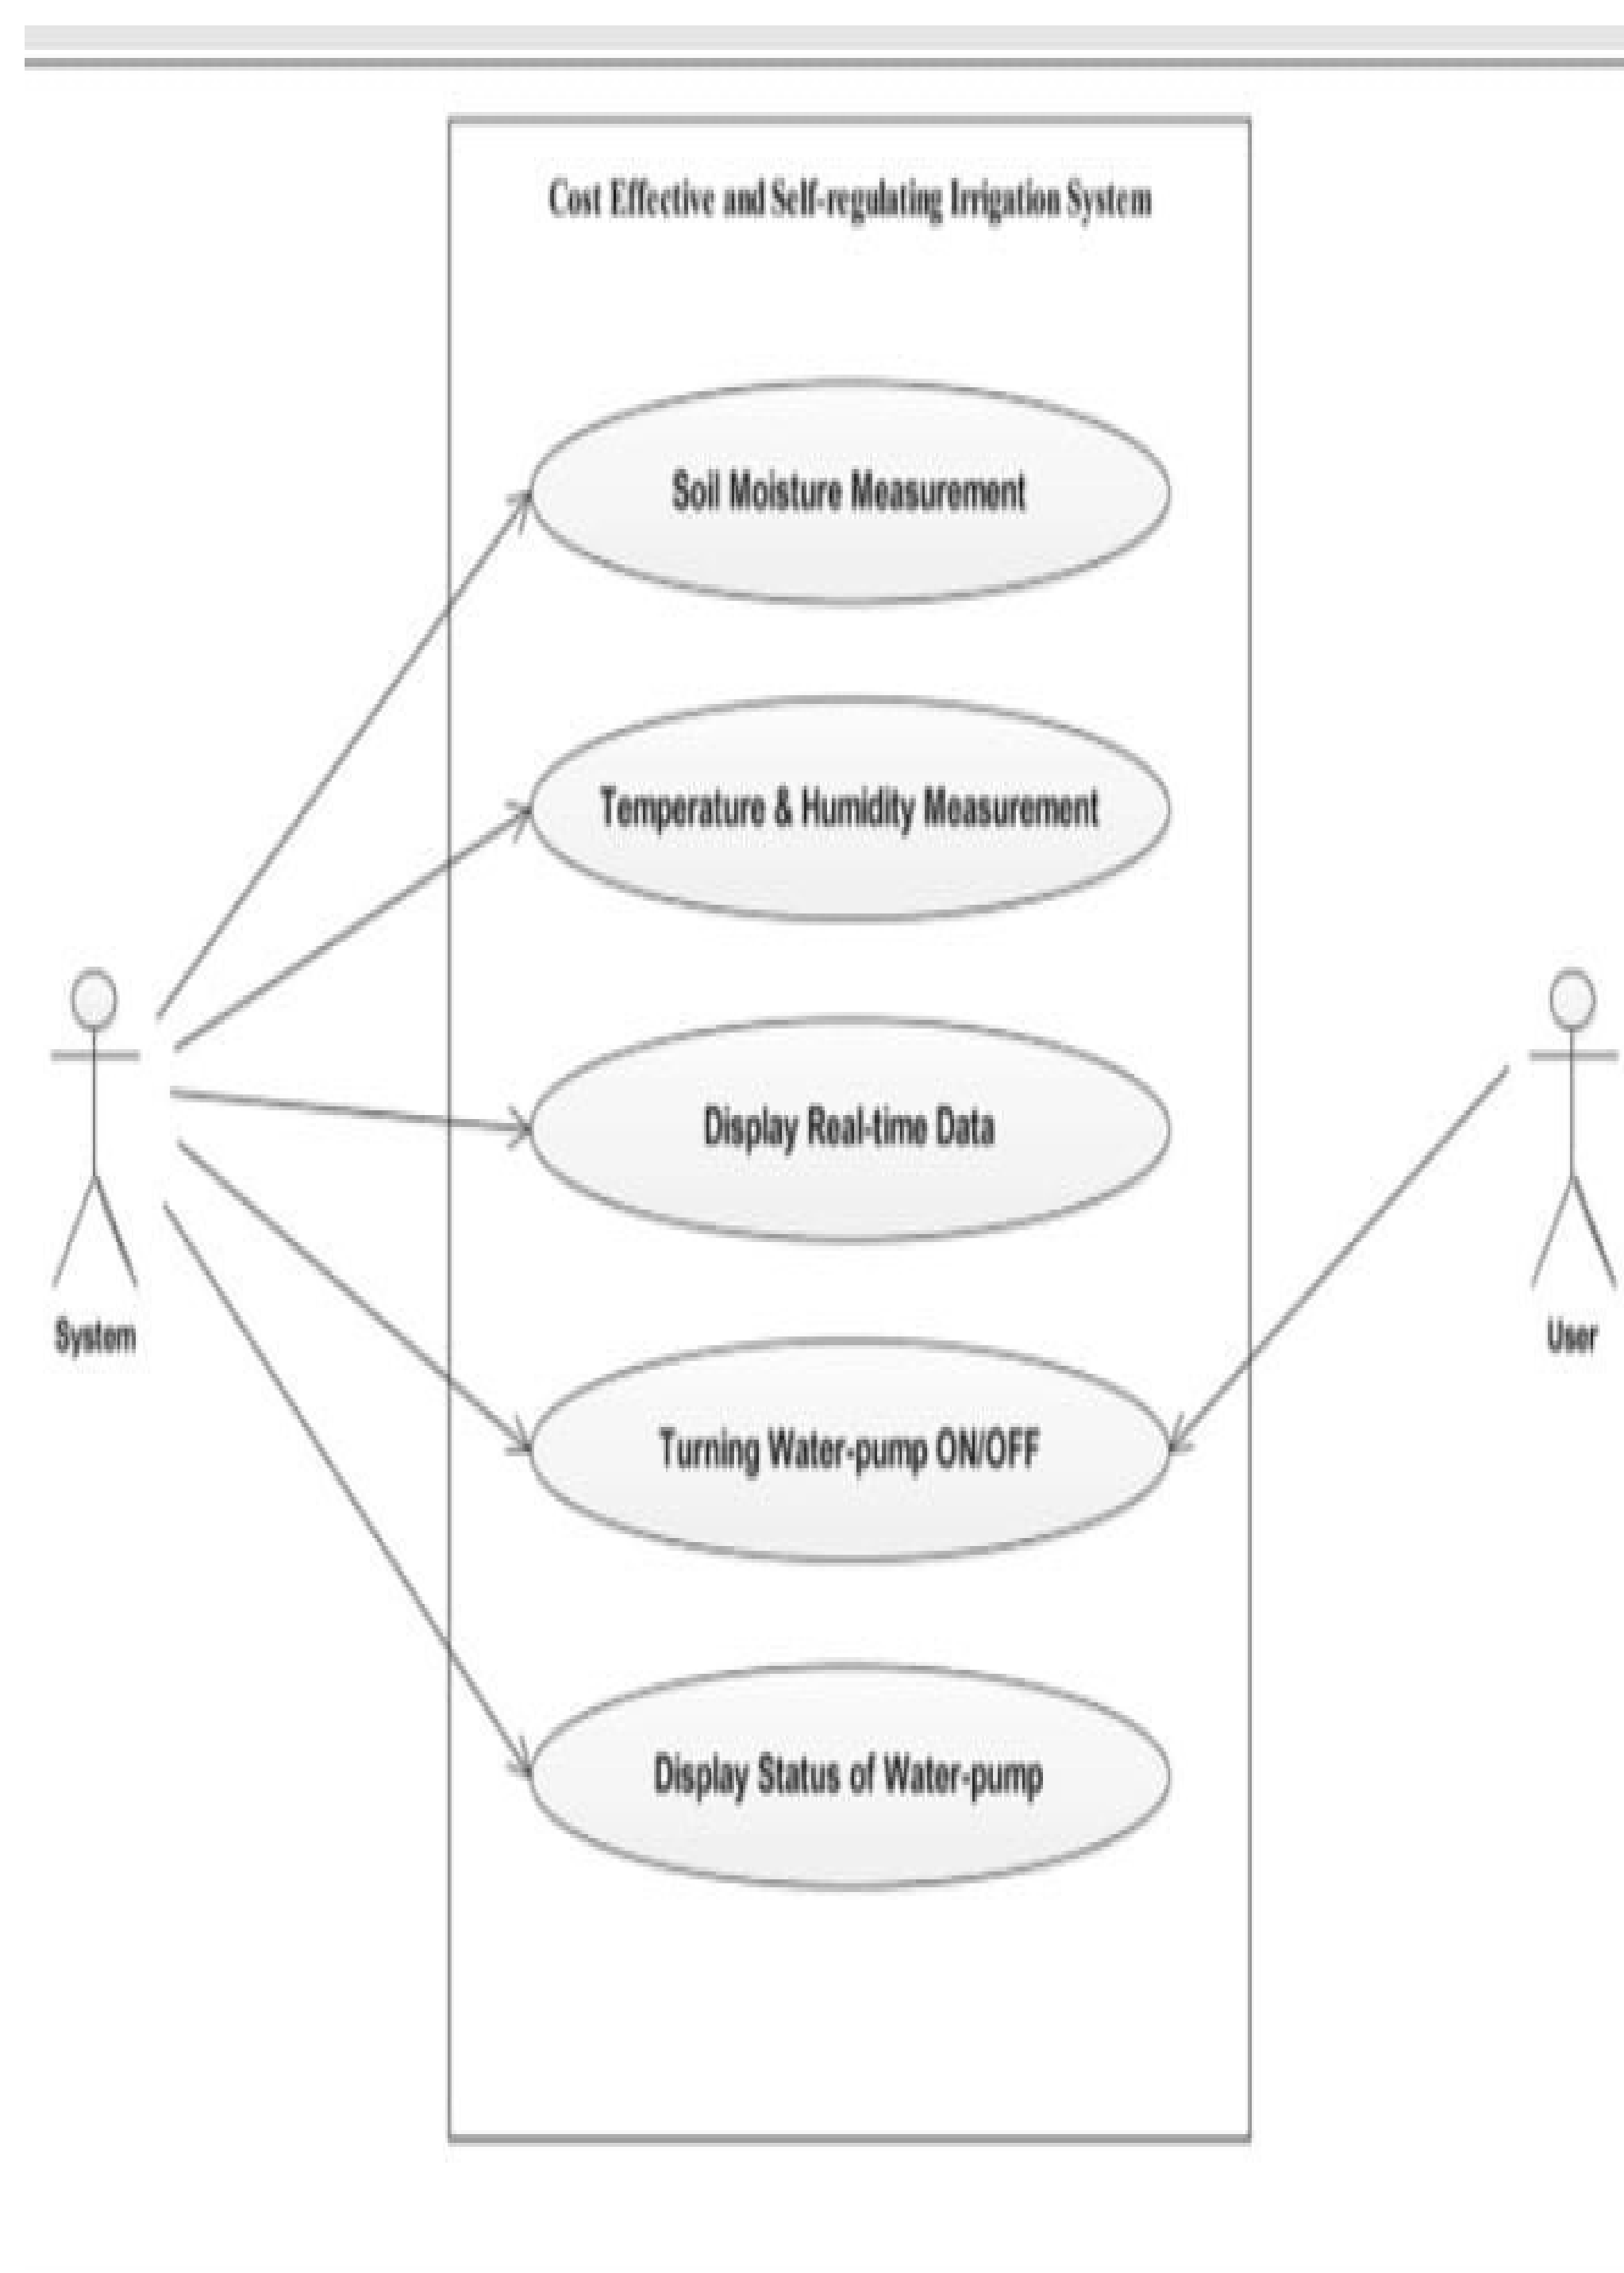 Cost Effective and Self-regulating Irrigation System
Soil Moisture Measurement
Temperature & Humidity Measurement
Display Real-time Data
System
User
Turning Water-pump ON/OFF
Display Status of Water-pump